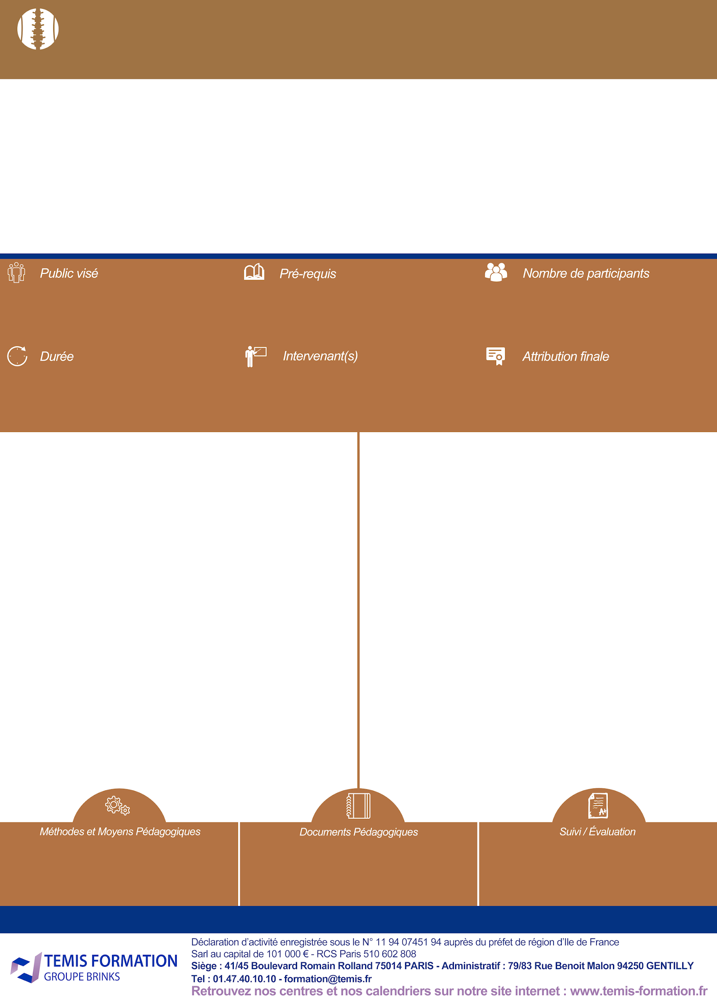 Public visé
Pré-requis
Nombre de participants
Durée
Intervenant(s)
Attribution finale
A+
Méthodes et Moyens Pédagogiques
Documents Pédagogiques
Suivi / Évaluation
TEMIS FORMATION
GROUPE BRINKS
Déclaration d’activité enregistrée sous le N° 11 94 07451 94 auprès du préfet de région d’Ile de France
Sarl au capital de 101 000 € - RCS Paris 510 602 808
Siège : 41/45 Boulevard Romain Rolland 75014 PARIS - Administratif : 79/83 Rue Benoit Malon 94250 GENTILLY
Tel : 01.47.40.10.10 - formation@temis.fr
Retrouvez nos centres et nos calendriers sur notre site internet : www.temis-formation.fr